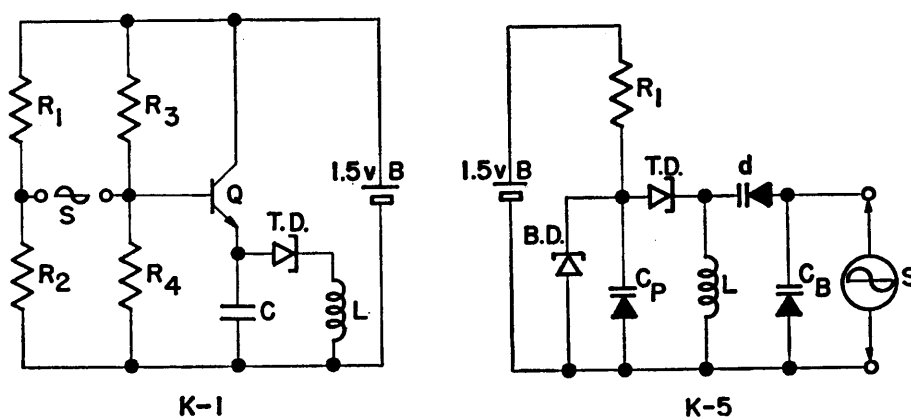 R1
R3
S
Q
1.5v B
T.D.
R2
R4
C
L
K-1
R1
1.5v B
T.D.
d
B.D.
CP
L
CB
S
K-5